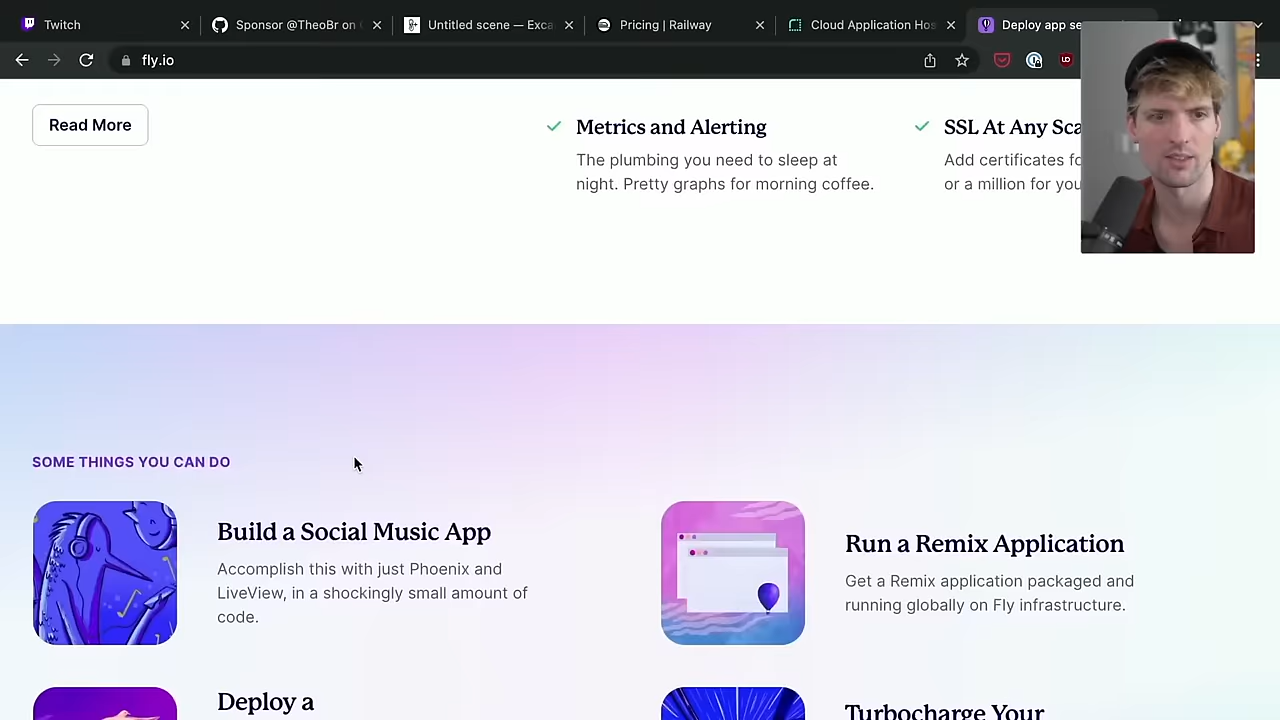 Twitch
Sponsor @TheoBr on
Untitled scene — Exca
Pricing | Railway
Cloud Application Hos
Deploy app se
fly.io
Read More
Metrics and Alerting
The plumbing you need to sleep at
night. Pretty graphs for morning coffee.
SSL At Any Sca
Add certificates fo
or a million for you
SOME THINGS YOU CAN DO
Build a Social Music App
Accomplish this with just Phoenix and
LiveView, in a shockingly small amount of
code.
Run a Remix Application
Get a Remix application packaged and
running globally on Fly infrastructure.
Deploy a
Turbocharge Your